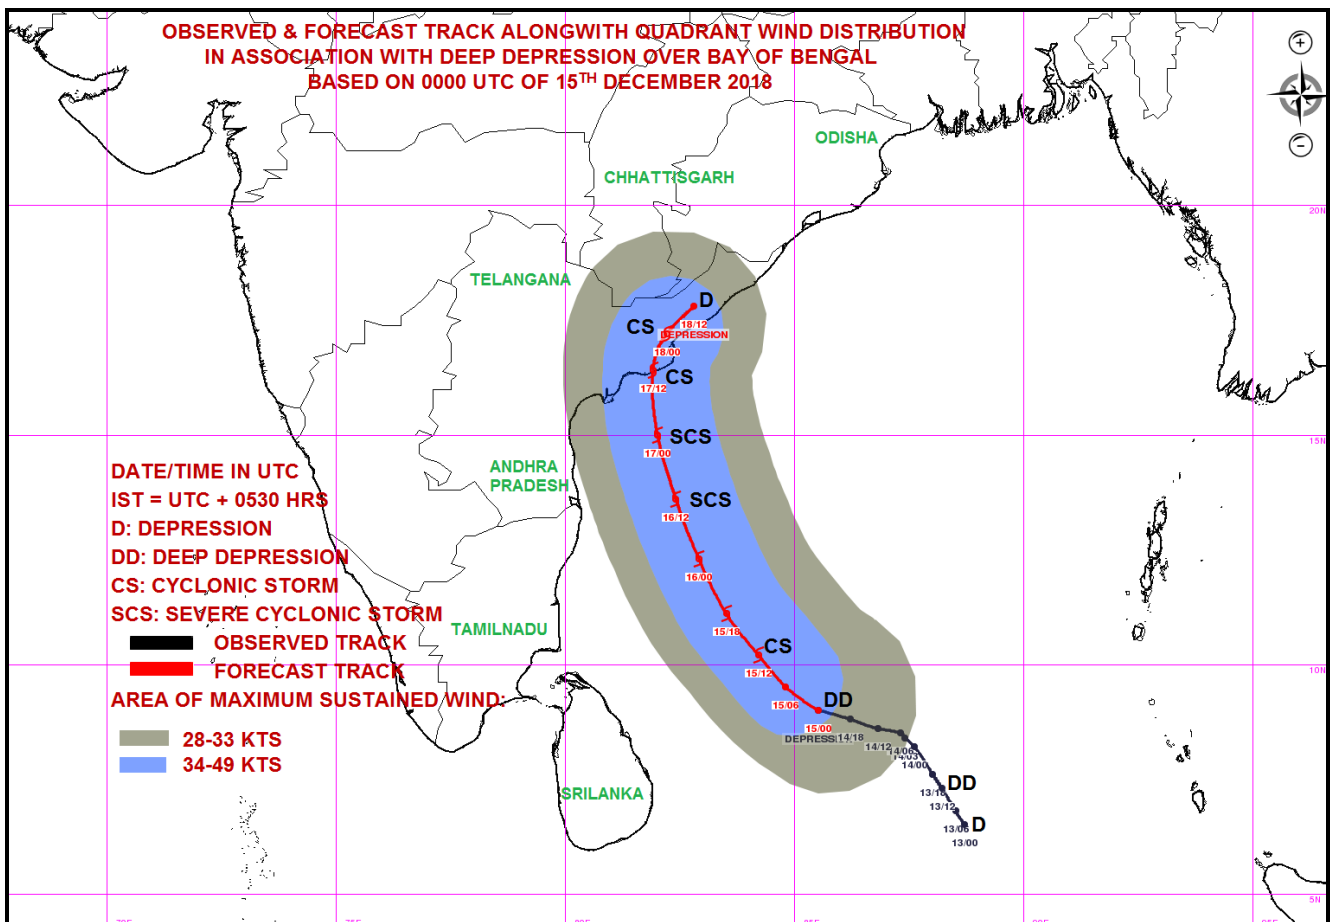 OBSERVED & FORECAST TRACK ALONGWITH QUADRANT WIND DISTRIBUTION
IN ASSOCIATION WITH DEEP DEPRESSION OVER BAY OF BENGAL
BASED ON 0000 UTC OF 15TH DECEMBER 2018
ODISHA
CHHATTISGARH
20N
TELANGANA
D
18/12
CS
DEPRESSION
18/00
CS
17/12
SCS
15N
17/00
ANDHRA
PRADESH
SCS
16/12
16/00
15/18
DATE/TIME IN UTC
IST = UTC + 0530 HRS
D: DEPRESSION
DD: DEEP DEPRESSION
CS: CYCLONIC STORM
SCS: SEVERE CYCLONIC STORM
OBSERVED TRACK
FORECAST TRACK
AREA OF MAXIMUM SUSTAINED WIND:
28-33 KTS
34-49 KTS
TAMILNADU
CS
15/12
10N
15/06
DD
15/00
14/18
14/12
14/06
14/03
14/00
DD
13/18
13/12
D
13/06
13/00
SRILANKA
5N